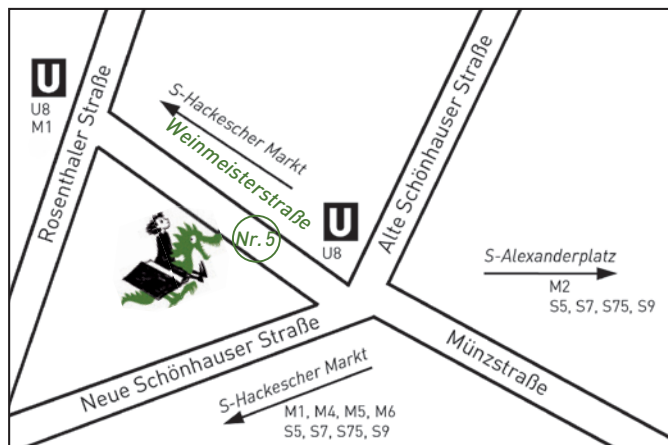 U
U8
M1
Rosenthaler Straße
S-Hackescher Markt
Weinmeisterstraße
Nr. 5
U
U8
Alte Schönhauser Straße
S-Alexanderplatz
M2
S5, S7, S75, S9
Neue Schönhauser Straße
Münzstraße
S-Hackescher Markt
M1, M4, M5, M6
S5, S7, S75, S9